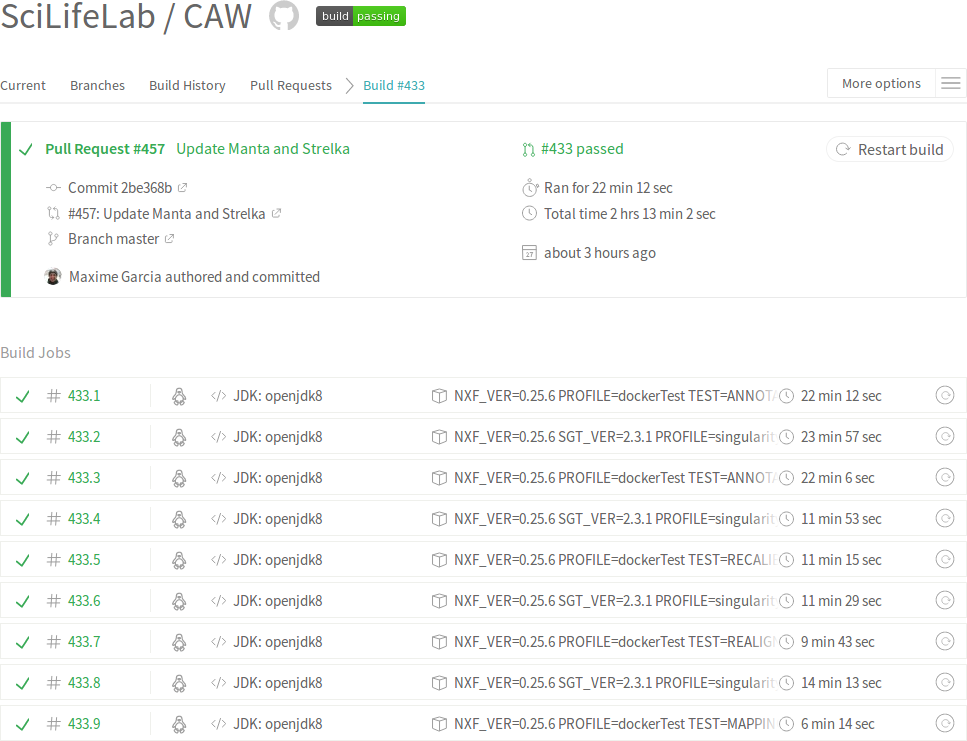 SciLifeLab / CAW build passing
Current Branches Build History Pull Requests Build #433 More options
Pull Request #457 Update Manta and Strelka #433 passed Restart build
Commit 2be368b Ran for 22 min 12 sec
#457: Update Manta and Strelka Total time 2 hrs 13 min 2 sec
Branch master
27 about 3 hours ago
Maxime Garcia authored and committed
Build Jobs
# 433.1 </> JDK: openjdk8 NXF_VER=0.25.6 PROFILE=dockerTest TEST=ANNOTA 22 min 12 sec
# 433.2 </> JDK: openjdk8 NXF_VER=0.25.6 SGT_VER=2.3.1 PROFILE=singularit 23 min 57 sec
# 433.3 </> JDK: openjdk8 NXF_VER=0.25.6 PROFILE=dockerTest TEST=ANNOTA 22 min 6 sec
# 433.4 </> JDK: openjdk8 NXF_VER=0.25.6 SGT_VER=2.3.1 PROFILE=singularit 11 min 53 sec
# 433.5 </> JDK: openjdk8 NXF_VER=0.25.6 PROFILE=dockerTest TEST=RECALIB 11 min 15 sec
# 433.6 </> JDK: openjdk8 NXF_VER=0.25.6 SGT_VER=2.3.1 PROFILE=singularit 11 min 29 sec
# 433.7 </> JDK: openjdk8 NXF_VER=0.25.6 PROFILE=dockerTest TEST=REALIG 9 min 43 sec
# 433.8 </> JDK: openjdk8 NXF_VER=0.25.6 SGT_VER=2.3.1 PROFILE=singularit 14 min 13 sec
# 433.9 </> JDK: openjdk8 NXF_VER=0.25.6 PROFILE=dockerTest TEST=MAPPIN 6 min 14 sec